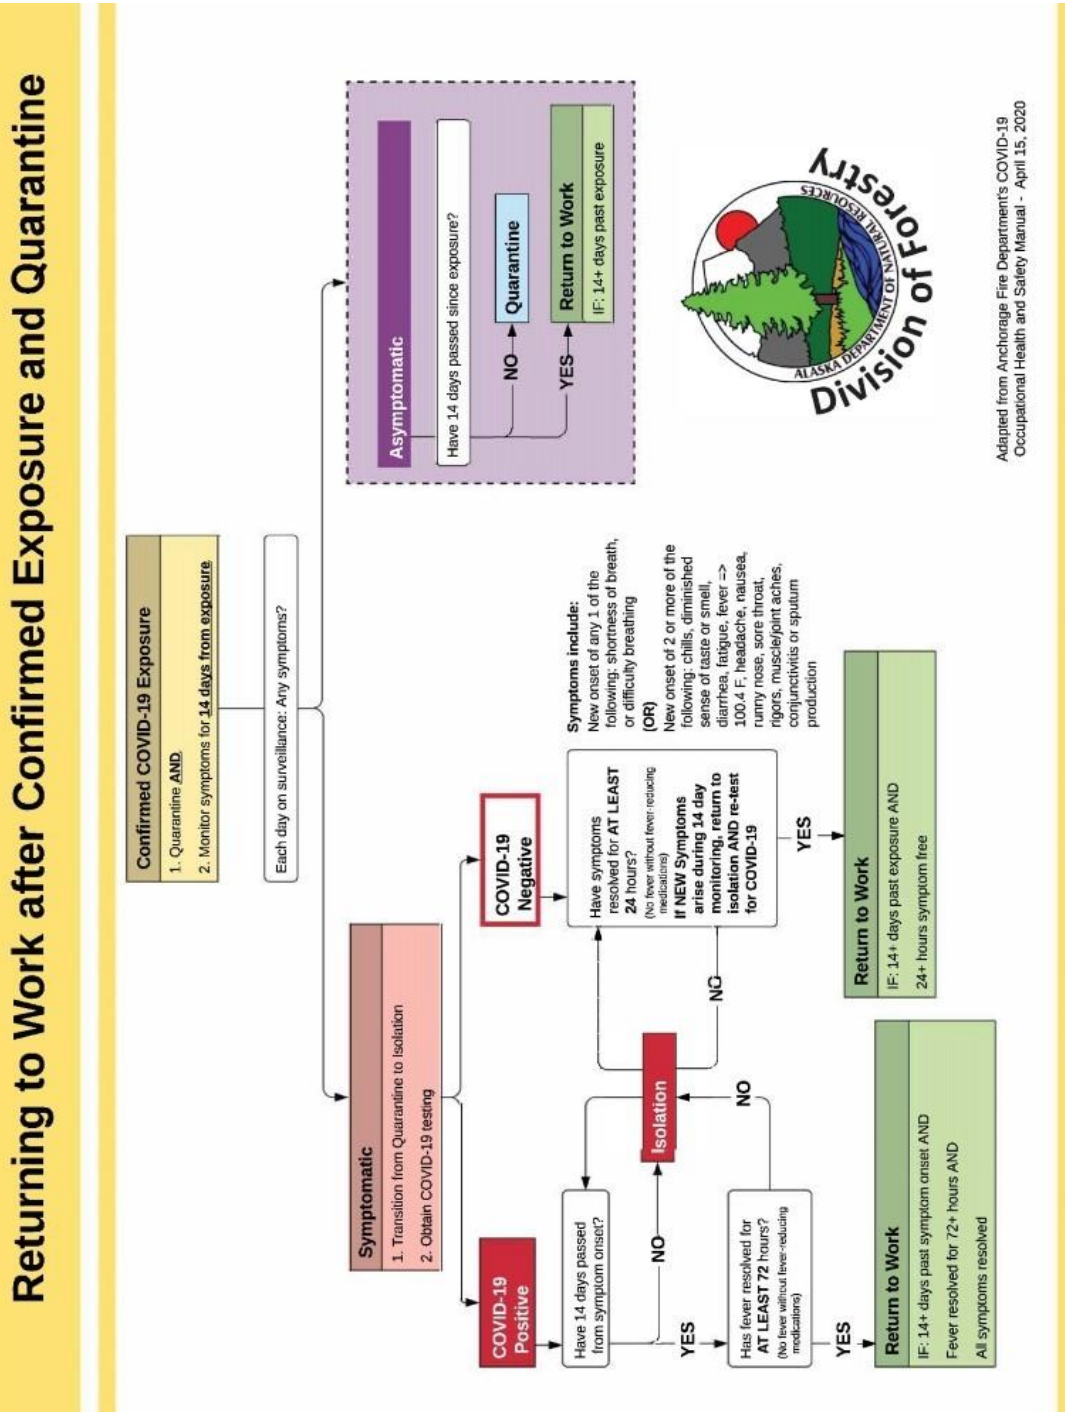 Returning to Work after Confirmed Exposure and Quarantine
Confirmed COVID-19 Exposure
1. Quarantine AND
2. Monitor symptoms for 14 days from exposure
Each day on surveillance: Any symptoms?
Symptomatic
1. Transition from Quarantine to Isolation
2. Obtain COVID-19 testing
COVID-19
Positive
Have 14 days passed
from symptom onset?
NO
YES
Has fever resolved for
AT LEAST 72 hours?
(No fever without fever-reducing
medications)
NO
YES
Return to Work
IF: 14+ days past symptom onset AND
Fever resolved for 72+ hours AND
All symptoms resolved
Isolation
COVID-19
Negative
Have symptoms
resolved for AT LEAST
24 hours?
(No fever without fever-reducing
medications)
If NEW Symptoms
arise during 14 day
monitoring, return to
isolation AND re-test
for COVID-19
NO
YES
Return to Work
IF: 14+ days past exposure AND
24+ hours symptom free
Symptoms include:
New onset of any 1 of the
following: shortness of breath,
or difficulty breathing
(OR)
New onset of 2 or more of the
following: chills, diminished
sense of taste or smell,
diarrhea, fatigue, fever =>
100.4 F, headache, nausea,
runny nose, sore throat,
rigors, muscle/joint aches,
conjunctivitis or sputum
production
Asymptomatic
Have 14 days passed since exposure?
NO
Quarantine
YES
Return to Work
IF: 14+ days past exposure
ALASKA DEPARTMENT OF NATURAL RESOURCES
Division of Forestry
Adapted from Anchorage Fire Department's COVID-19
Occupational Health and Safety Manual - April 15, 2020